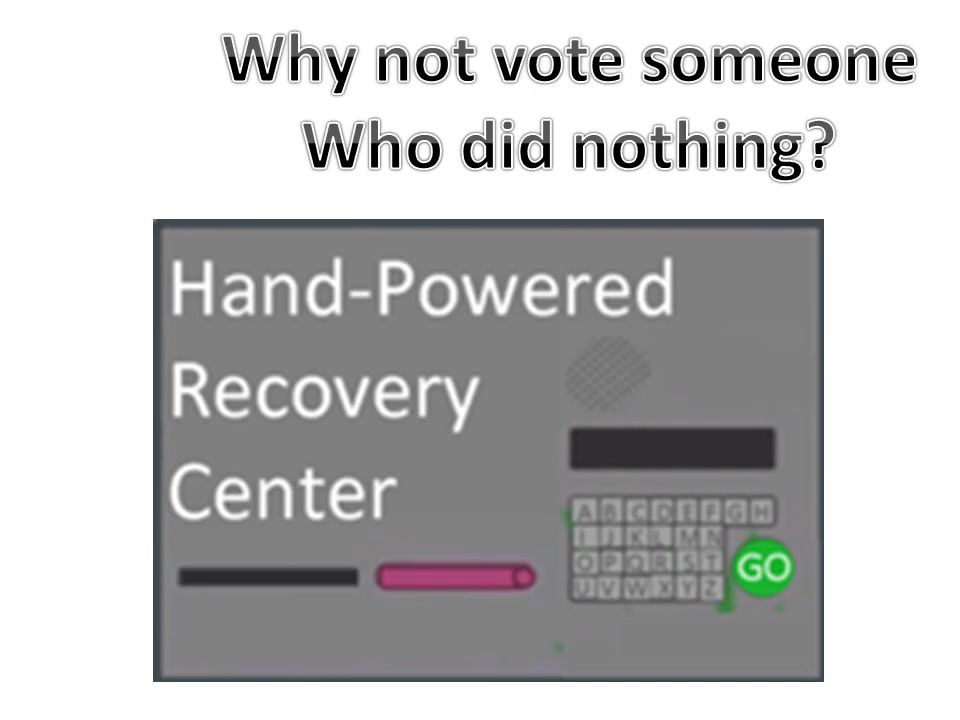 Why not vote someone
Who did nothing?
Hand-Powered
Recovery
Center
A B C D E F G H
I J K L M N
O P Q R S T
U V W X Y Z
GO